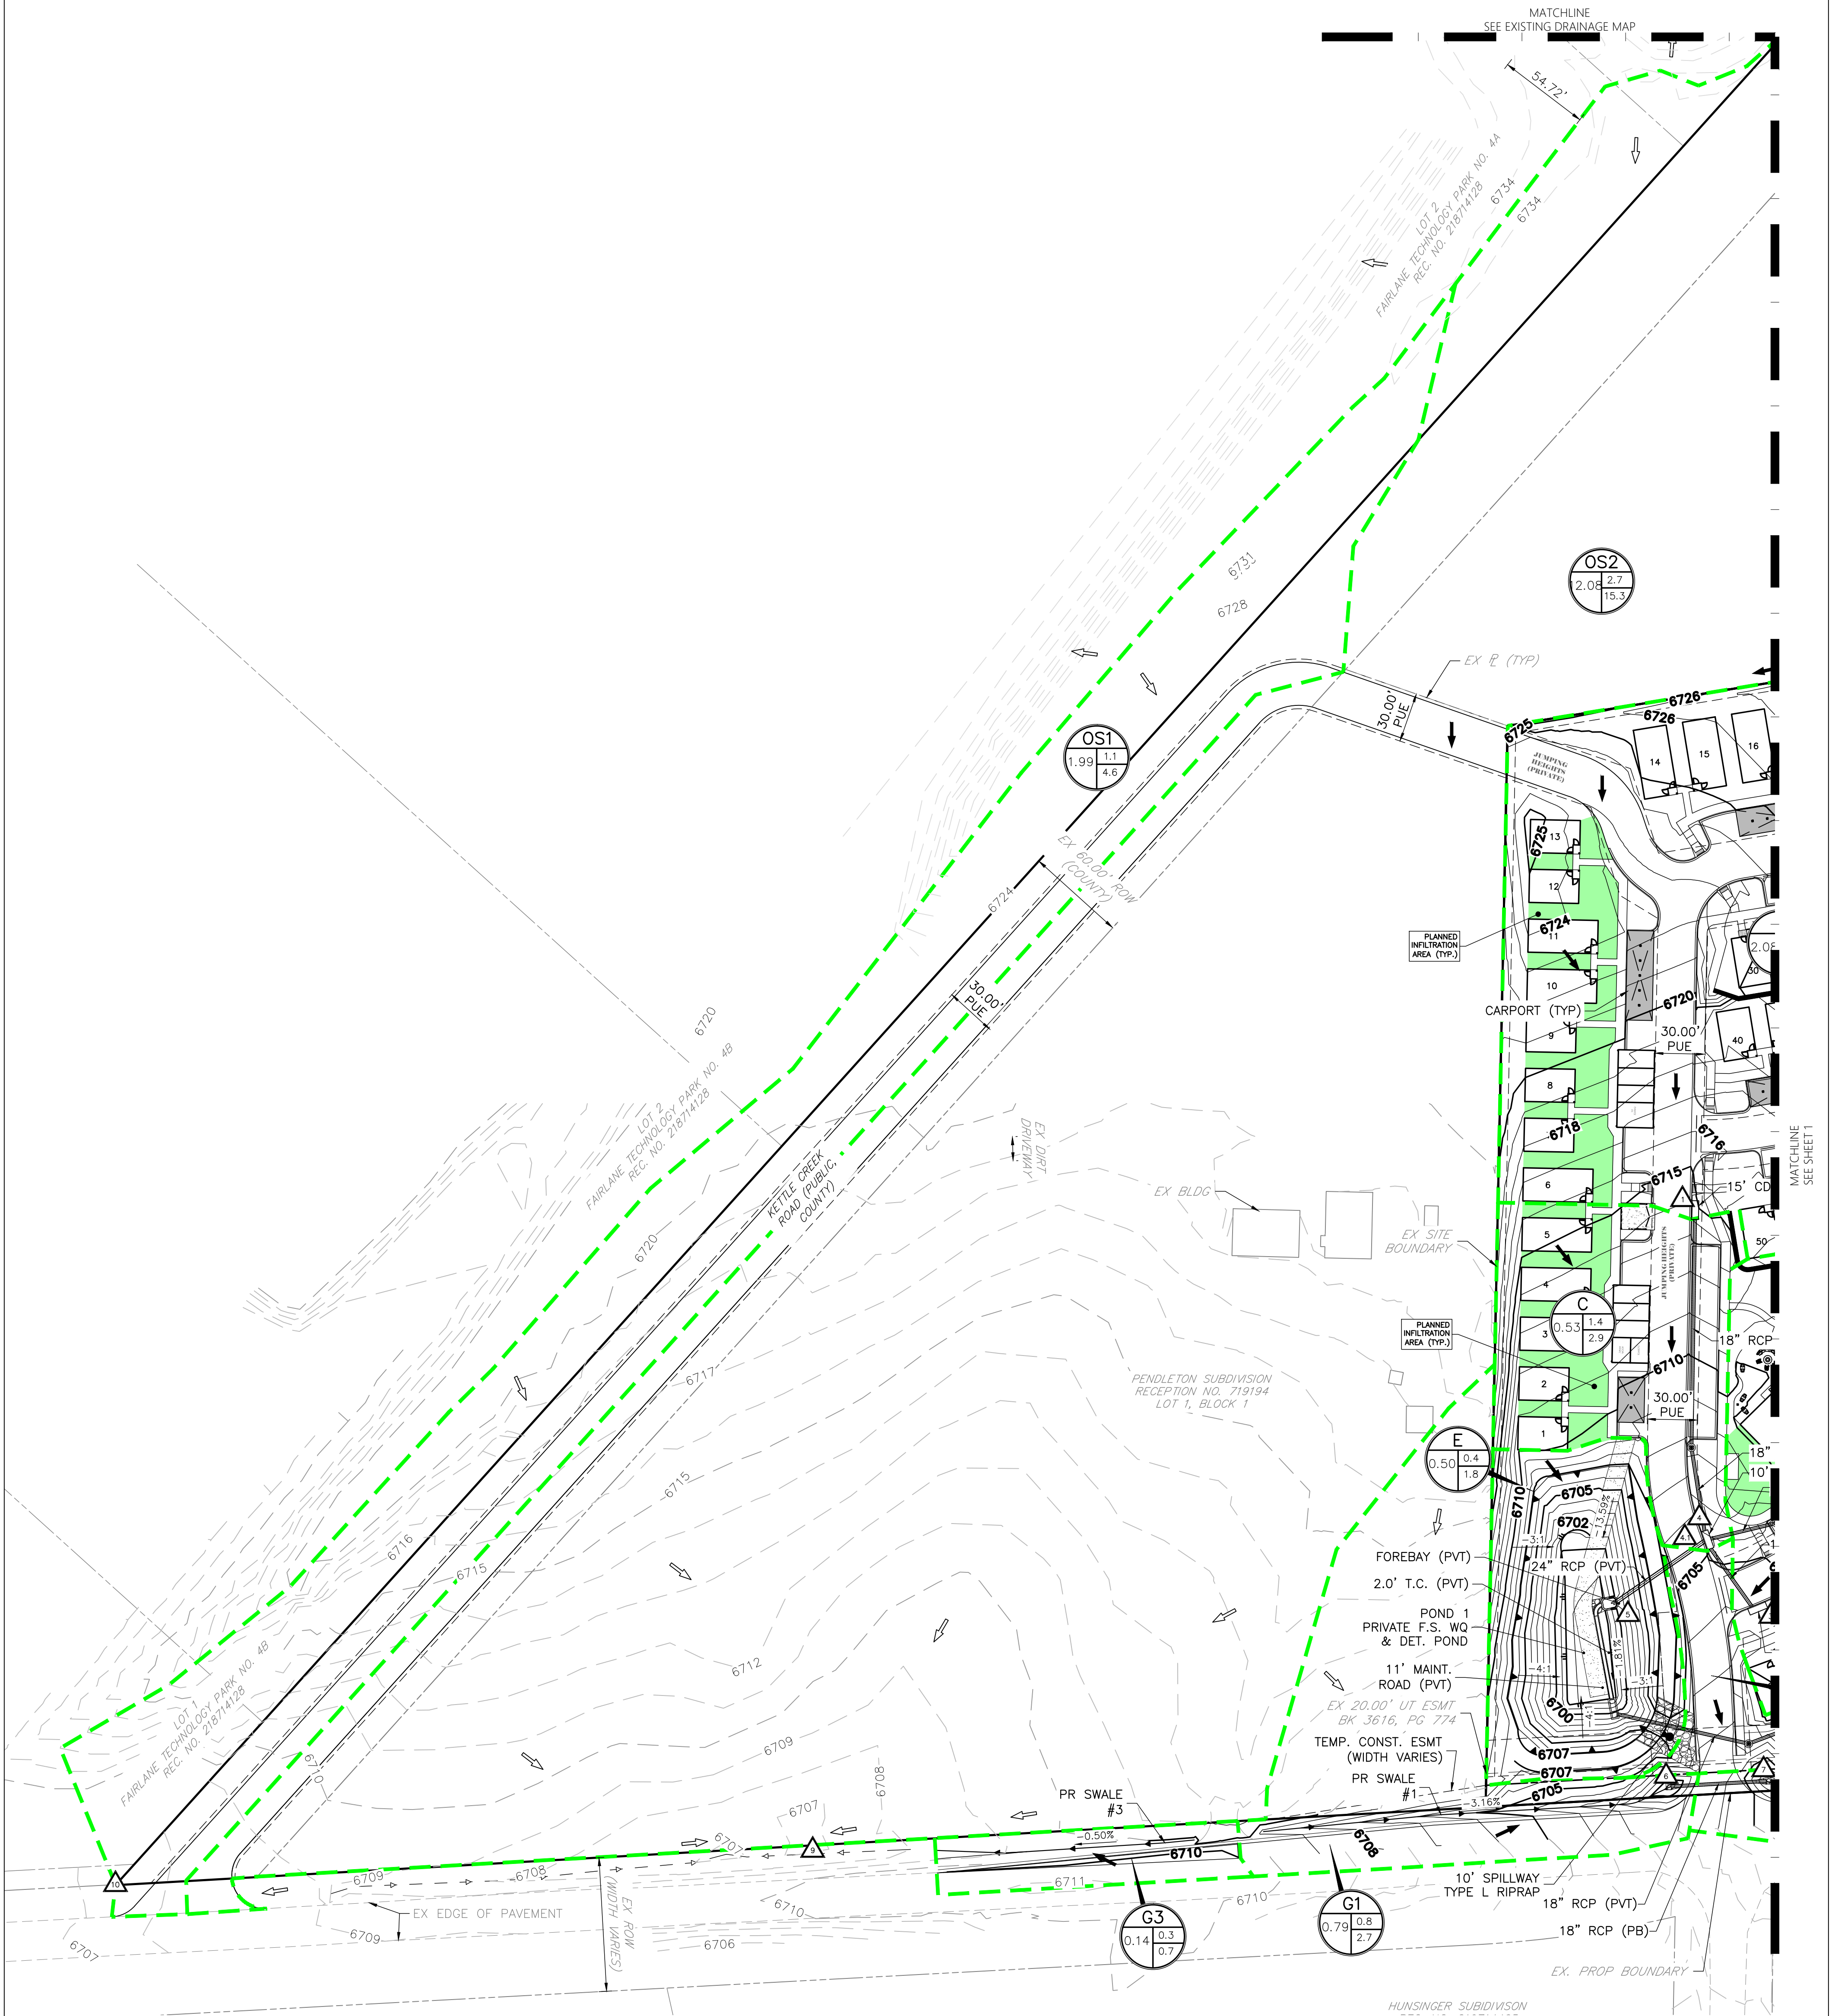 MATCHLINE
SEE EXISTING DRAINAGE MAP
54.72'
LOT 2
FAIRLANE TECHNOLOGY PARK NO. 4A
REC. NO. 218714128
6734
6734
6731
6728
OS2
12.08
2.7
15.3
EX PL (TYP)
30.00'
PUE
6726
6726
6725
JUMPING
HEIGHTS
(PRIVATE)
14
15
16
OS1
1.99
1.1
4.6
EX 60.00' ROW
(COUNTY)
6724
30.00'
PUE
6725
13
12
PLANNED
INFILTRATION
AREA (TYP.)
6724
11
10
CARPORT (TYP)
9
6720
30.00'
PUE
30
40
8
6718
6716
6
6715
1
15' CD
MATCHLINE
SEE SHEET 1
6720
LOT 2
FAIRLANE TECHNOLOGY PARK NO. 4B
REC. NO. 218714128
6720
KETTLE CREEK
ROAD (PUBLIC,
COUNTY)
EX DIRT
DRIVEWAY
EX BLDG
EX SITE
BOUNDARY
5
50
JUMPING HEIGHTS
(PRIVATE)
4
C
0.53
1.4
2.9
3
PLANNED
INFILTRATION
AREA (TYP.)
18" RCP
6710
2
30.00'
PUE
1
6717
PENDLETON SUBDIVISION
RECEPTION NO. 719194
LOT 1, BLOCK 1
E
0.50
0.4
1.8
18"
10'
6715
6710
6705
13.59%
6702
-3:1
4
4.1
FOREBAY (PVT)
24" RCP (PVT)
6705
2.0' T.C. (PVT)
5
POND 1
PRIVATE F.S. WQ
& DET. POND
-1.81%
11' MAINT.
ROAD (PVT)
-4:1
-3:1
6700
-4:1
EX 20.00' UT ESMT
BK 3616, PG 774
TEMP. CONST. ESMT
(WIDTH VARIES)
6707
6707
6
7
PR SWALE
#1
-3.16%
6705
6716
6715
6712
LOT 1
FAIRLANE TECHNOLOGY PARK NO. 4B
REC. NO. 218714128
6710
6709
6708
6707
PR SWALE
#3
-0.50%
6707
9
6710
6708
10
6709
6708
6711
6710
6710
EX EDGE OF PAVEMENT
EX ROW
(WIDTH VARIES)
6709
6707
6706
G3
0.14
0.3
0.7
G1
0.79
0.8
2.7
10' SPILLWAY
TYPE L RIPRAP
18" RCP (PVT)
18" RCP (PB)
EX. PROP BOUNDARY
HUNSINGER SUBDIVISON